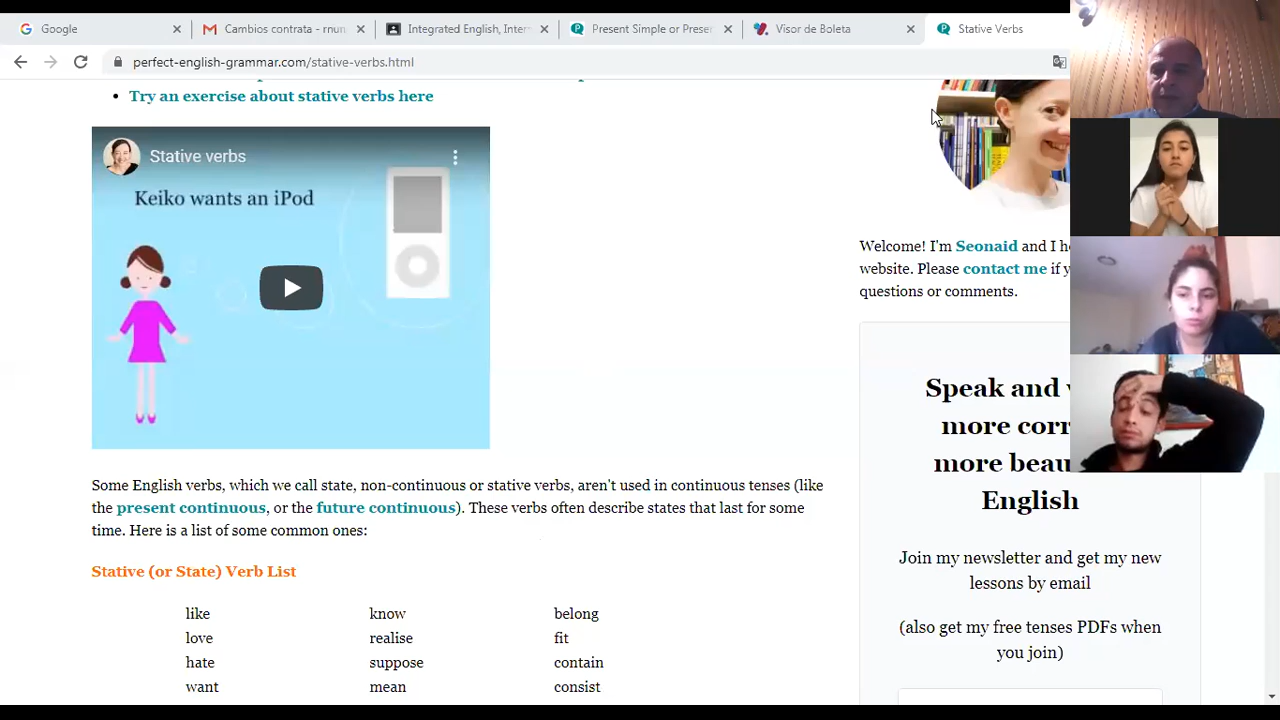 Google
Cambios contrata - rnun
Integrated English, Inter
Present Simple or Prese
Visor de Boleta
Stative Verbs
perfect-english-grammar.com/stative-verbs.html
Try an exercise about stative verbs here
Stative verbs
Keiko wants an iPod
Welcome! I'm Seonaid and I h
website. Please contact me if y
questions or comments.
Speak and
more corr
more beau
English
Join my newsletter and get my new
lessons by email
(also get my free tenses PDFs when
you join)
Some English verbs, which we call state, non-continuous or stative verbs, aren't used in continuous tenses (like
the present continuous, or the future continuous). These verbs often describe states that last for some
time. Here is a list of some common ones:
Stative (or State) Verb List
like know belong
love realise fit
hate suppose contain
want mean consist